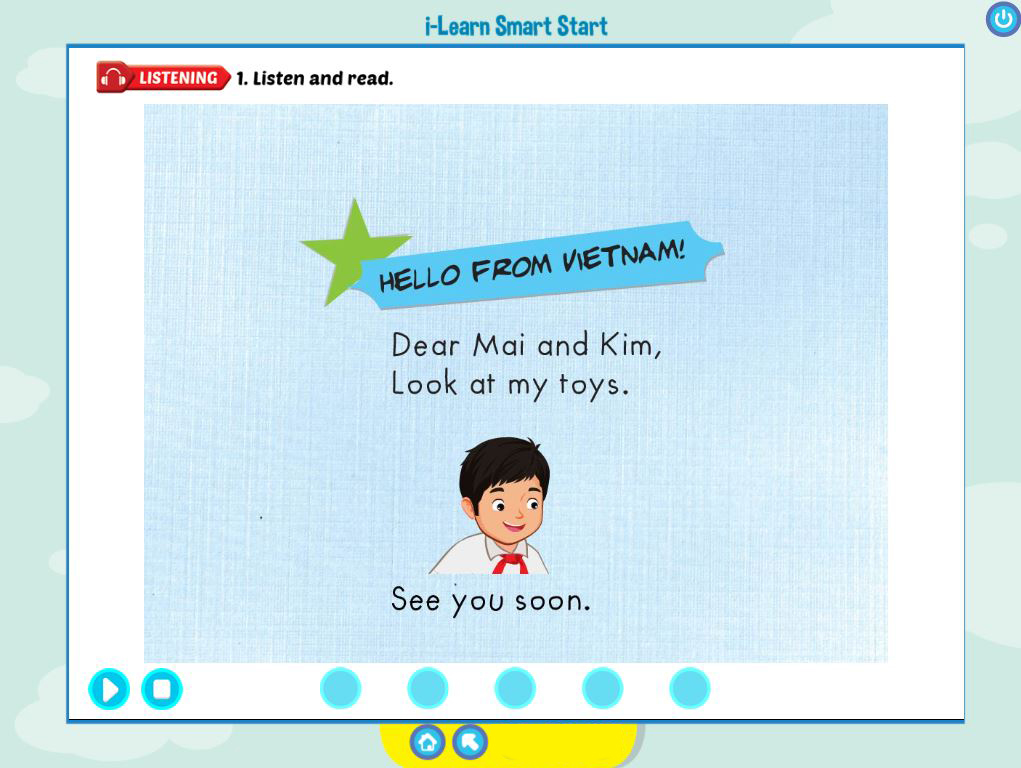 i-Learn Smart Start
LISTENING 1. Listen and read.
HELLO FROM VIETNAM!
Dear Mai and Kim,
Look at my toys.
See you soon.